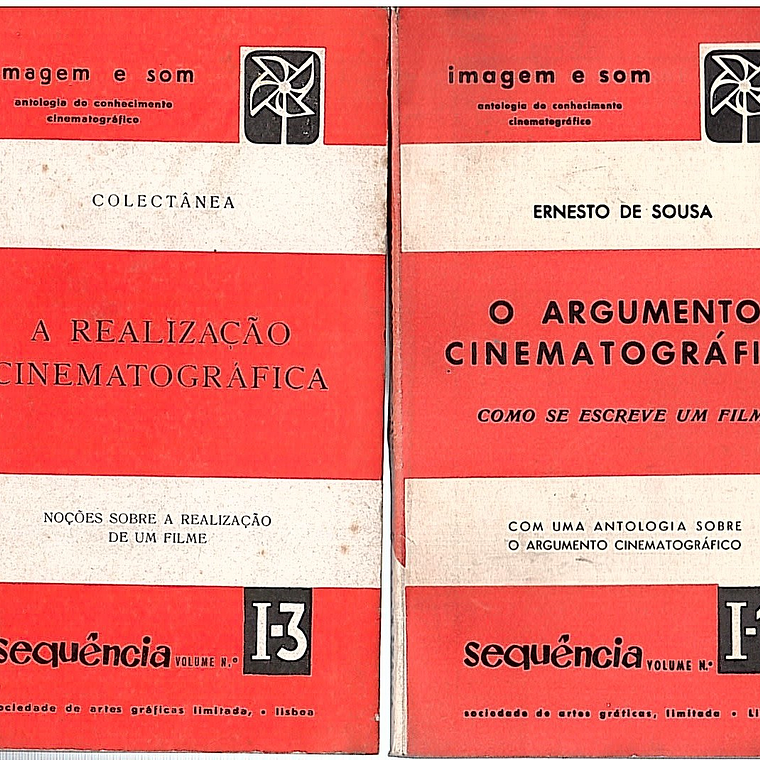 magem e som
antologia do conhecimento
cinematográfico
COLECTÂNEA
A REALIZAÇÃO
CINEMATOGRÁFICA
NOÇÕES SOBRE A REALIZAÇÃO
DE UM FILME
sequência VOLUME N.º I-3
sociedade de artes gráficas limitada, • lisboa
imagem e som
antologia do conhecimento
cinematográfico
ERNESTO DE SOUSA
O ARGUMENTO
CINEMATOGRÁFI
COMO SE ESCREVE UM FILM
COM UMA ANTOLOGIA SOBRE
O ARGUMENTO CINEMATOGRÁFICO
sequência VOLUME N.º I-
sociedade de artes gráficas, limitada • Li